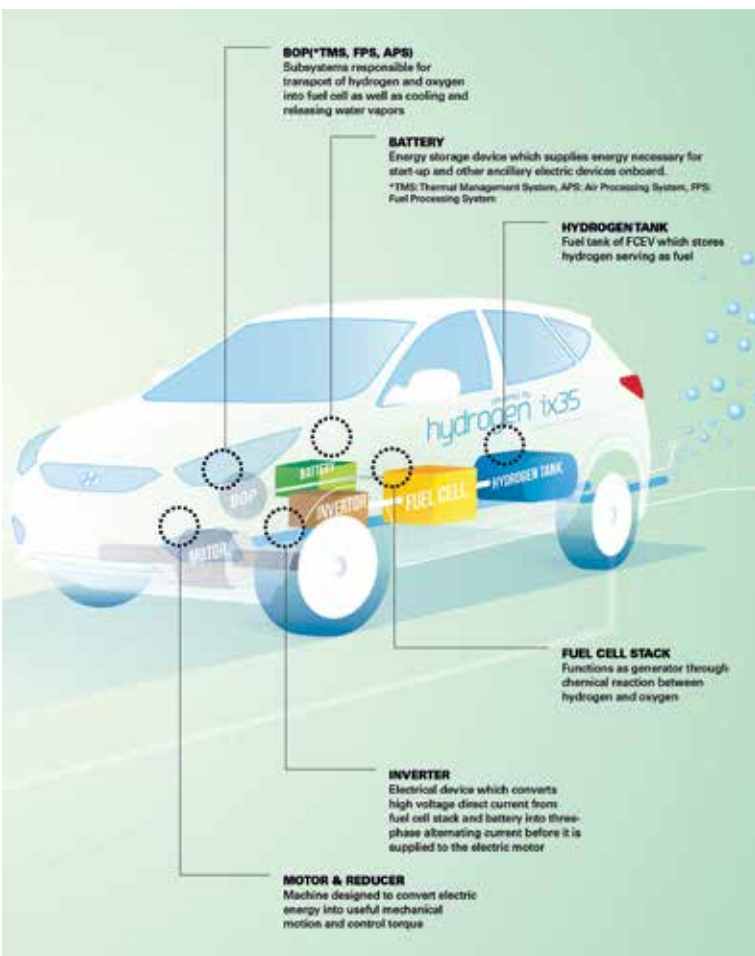 BOP(*TMS, FPS, APS)
Subsystems responsible for
transport of hydrogen and oxygen
into fuel cell as well as cooling and
releasing water vapors
BATTERY
Energy storage device which supplies energy necessary for
start-up and other ancillary electric devices onboard.
*TMS: Thermal Management System, APS: Air Processing System, FPS:
Fuel Processing System
HYDROGEN TANK
Fuel tank of FCEV which stores
hydrogen serving as fuel
powered by
hydrogen ix35
BATTERY
BOP
INVERTOR
FUEL CELL
HYDROGEN TANK
MOTOR
FUEL CELL STACK
Functions as generator through
chemical reaction between
hydrogen and oxygen
INVERTER
Electrical device which converts
high voltage direct current from
fuel cell stack and battery into three-
phase alternating current before it is
supplied to the electric motor
MOTOR & REDUCER
Machine designed to convert electric
energy into useful mechanical
motion and control torque